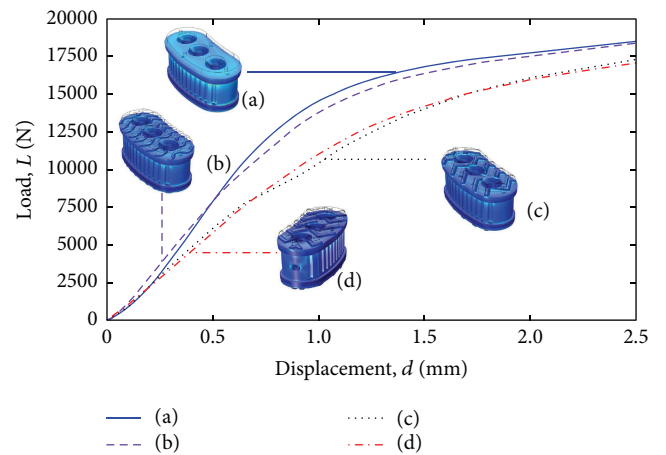 20000
17500
15000
12500
10000
7500
5000
2500
0
Load, L (N)
(a)
(b)
(c)
(d)
0
0.5
1.0
1.5
2.0
2.5
Displacement, d (mm)
(a)
(b)
(c)
(d)